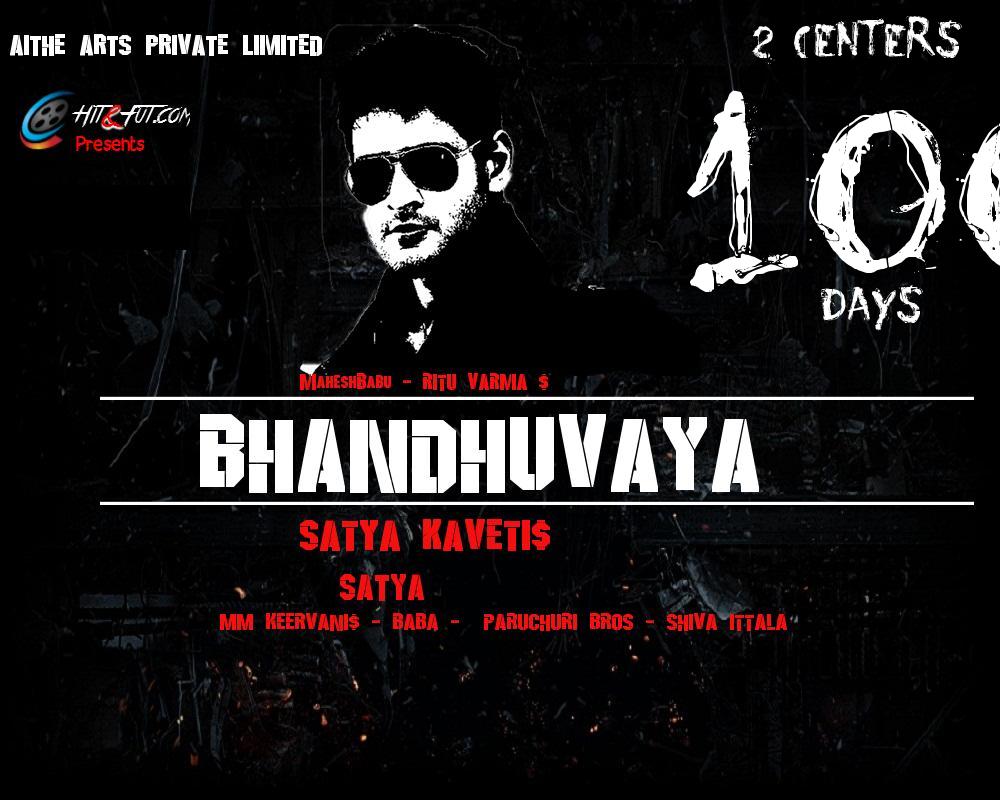 AITHE ARTS PRIVATE LIIMITED
2 CENTERS
HIT&FUT.COM
Presents
100
DAYS
MAHESHBABU - RITU VARMA $
BHANDHUVAYA
SATYA KAVETI$
SATYA
MM KEERVANI$ - BABA - PARUCHURI BROS - SHIVA ITTALA